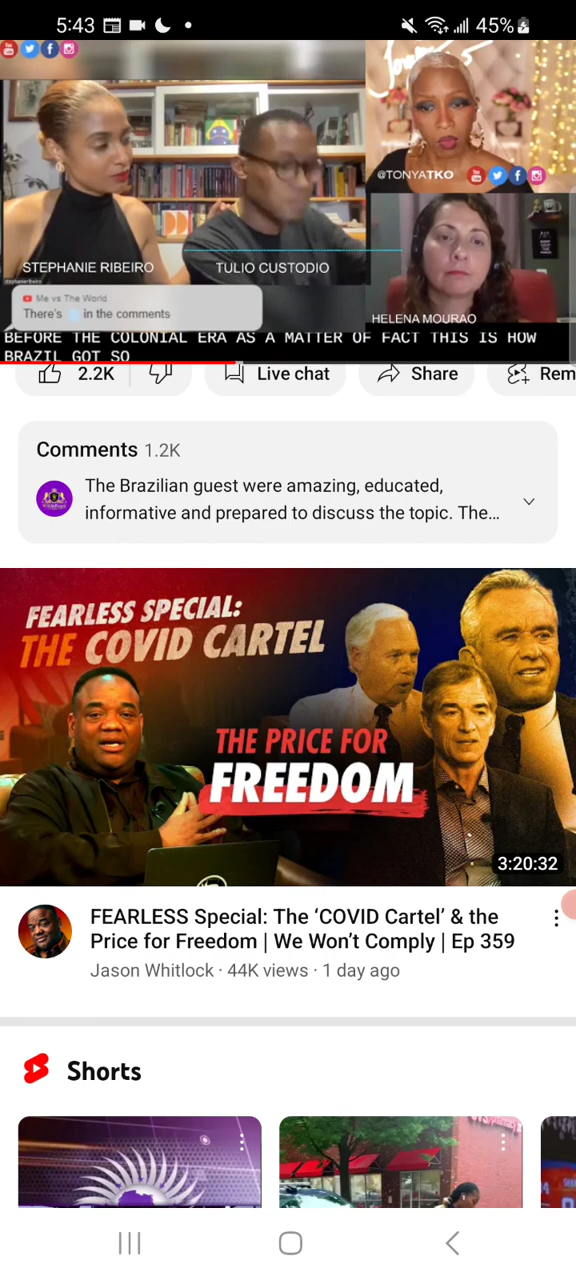 5:43
45%
@TONYATKO
STEPHANIE RIBEIRO
TULIO CUSTODIO
HELENA MOURAO
Me vs The World
There's in the comments
BEFORE THE COLONIAL ERA AS A MATTER OF FACT THIS IS HOW
BRAZIL GOT SO
2.2K
Live chat
Share
Rem
Comments 1.2K
The Brazilian guest were amazing, educated,
informative and prepared to discuss the topic. The...
FEARLESS SPECIAL:
THE COVID CARTEL
THE PRICE FOR
FREEDOM
3:20:32
FEARLESS Special: The ‘COVID Cartel’ & the
Price for Freedom | We Won’t Comply | Ep 359
Jason Whitlock · 44K views · 1 day ago
Shorts